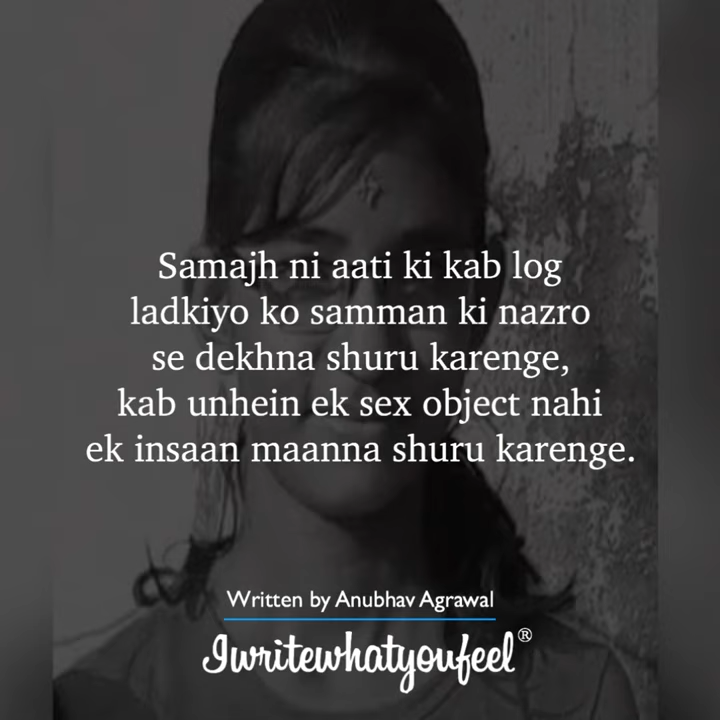 Samajh ni aati ki kab log
ladkiyo ko samman ki nazro
se dekhna shuru karenge,
kab unhein ek sex object nahi
ek insaan maanna shuru karenge.
Written by Anubhav Agrawal
Iwritewhatyoufeel®